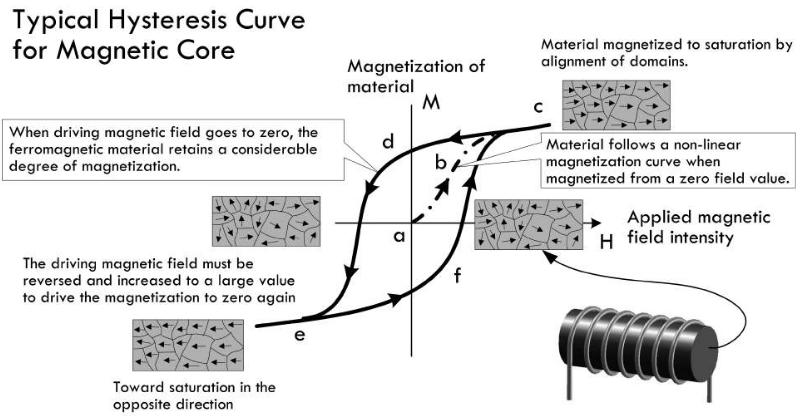 Typical Hysteresis Curve
for Magnetic Core
Material magnetized to saturation by
alignment of domains.
Magnetization of
material
M
c
When driving magnetic field goes to zero, the
ferromagnetic material retains a considerable
degree of magnetization.
d
b
Material follows a non-linear
magnetization curve when
magnetized from a zero field value.
a
H
Applied magnetic
field intensity
The driving magnetic field must be
reversed and increased to a large value
to drive the magnetization to zero again
f
e
Toward saturation in the
opposite direction